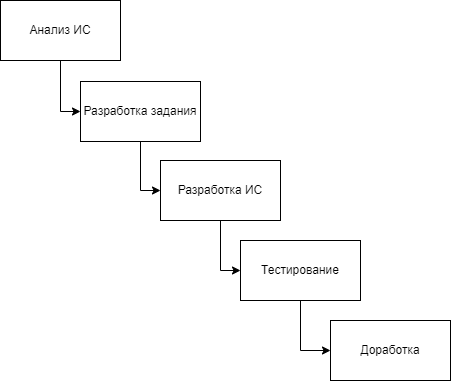 Анализ ИС
Разработка задания
Разработка ИС
Тестирование
Доработка